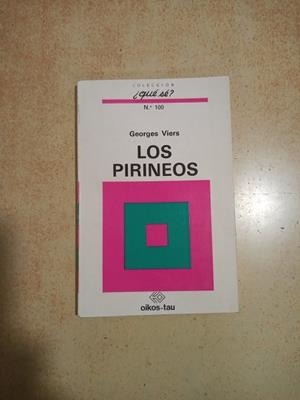 COLECCIÓN
¿qué sé?
N.º 100
Georges Viers
LOS
PIRINEOS
oikos-tau